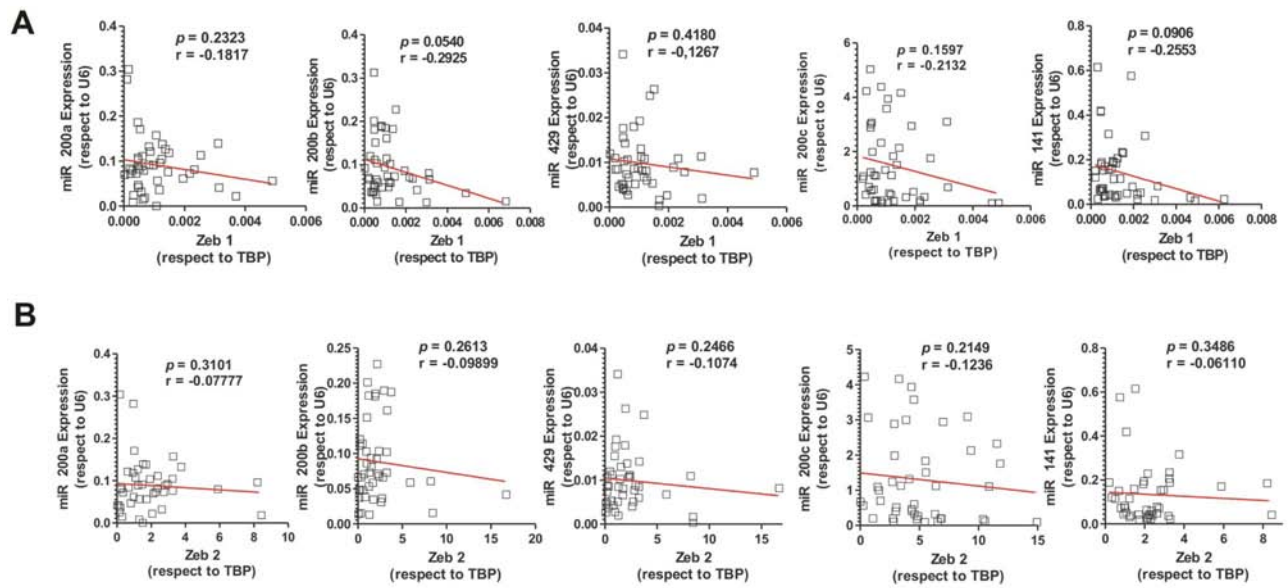 A
p = 0.2323
r = -0.1817
miR 200a Expression
(respect to U6)
0.4
0.3
0.2
0.1
0.0
0.000 0.002 0.004 0.006
Zeb 1
(respect to TBP)
p = 0.0540
r = -0.2925
miR 200b Expression
(respect to U6)
0.4
0.3
0.2
0.1
0.0
0.000 0.002 0.004 0.006 0.008
Zeb 1
(respect to TBP)
p = 0.4180
r = -0,1267
miR 429 Expression
(respect to U6)
0.04
0.03
0.02
0.01
0.00
0.000 0.002 0.004 0.006
Zeb 1
(respect to TBP)
p = 0.1597
r = -0.2132
miR 200c Expression
(respect to U6)
6
4
2
0
0.000 0.002 0.004 0.006
Zeb 1
(respect to TBP)
p = 0.0906
r = -0.2553
miR 141 Expression
(respect to U6)
0.8
0.6
0.4
0.2
0.0
0.000 0.002 0.004 0.006 0.008
Zeb 1
(respect to TBP)
B
p = 0.3101
r = -0.07777
miR 200a Expression
(respect to U6)
0.4
0.3
0.2
0.1
0.0
0 2 4 6 8 10
Zeb 2
(respect to TBP)
p = 0.2613
r = -0.09899
miR 200b Expression
(respect to U6)
0.25
0.20
0.15
0.10
0.05
0.00
0 5 10 15 20
Zeb 2
(respect to TBP)
p = 0.2466
r = -0.1074
miR 429 Expression
(respect to U6)
0.04
0.03
0.02
0.01
0.00
0 5 10 15
Zeb 2
(respect to TBP)
p = 0.2149
r = -0.1236
miR 200c Expression
(respect to U6)
5
4
3
2
1
0
0 5 10 15
Zeb 2
(respect to TBP)
p = 0.3486
r = -0.06110
miR 141 Expression
(respect to U6)
0.8
0.6
0.4
0.2
0.0
0 2 4 6 8
Zeb 2
(respect to TBP)